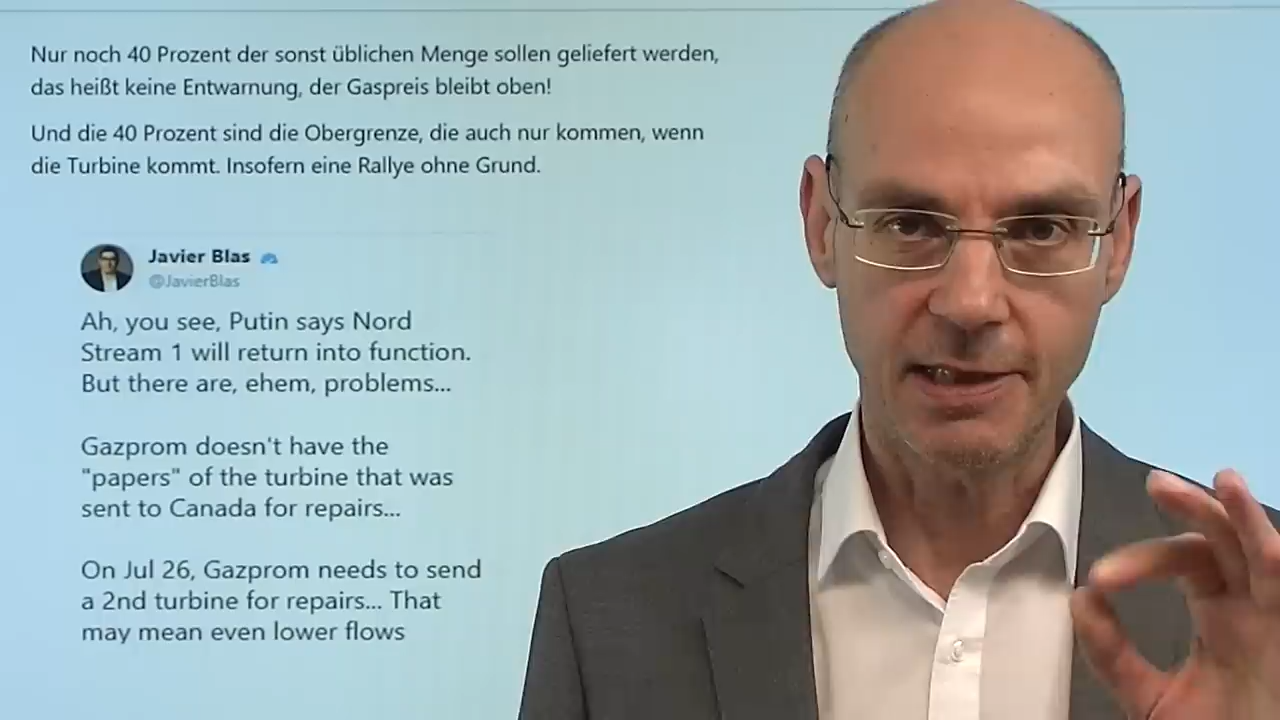 Nur noch 40 Prozent der sonst üblichen Menge sollen geliefert werden,
das heißt keine Entwarnung, der Gaspreis bleibt oben!
Und die 40 Prozent sind die Obergrenze, die auch nur kommen, wenn
die Turbine kommt. Insofern eine Rallye ohne Grund.
Javier Blas
@JavierBlas
Ah, you see, Putin says Nord
Stream 1 will return into function.
But there are, ehem, problems...
Gazprom doesn't have the
"papers" of the turbine that was
sent to Canada for repairs...
On Jul 26, Gazprom needs to send
a 2nd turbine for repairs... That
may mean even lower flows